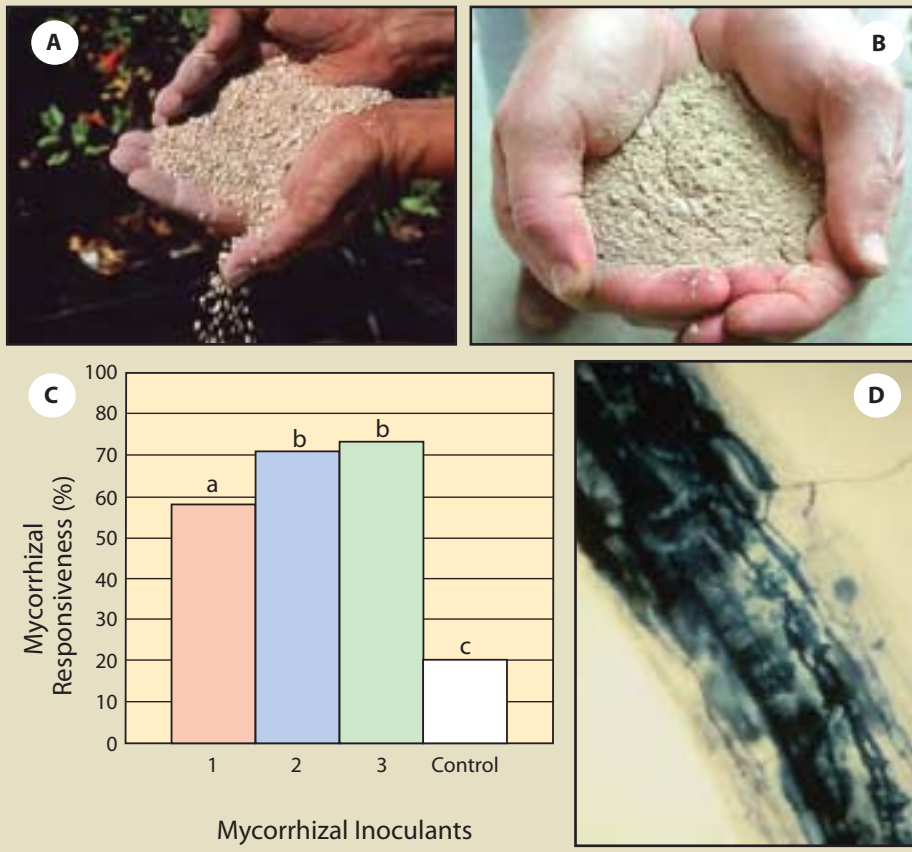 A
B
C
100
80
70
60
50
40
30
20
10
0
Mycorrhizal
Responsiveness (%)
a
b
b
c
1 2 3 Control
Mycorrhizal Inoculants
D